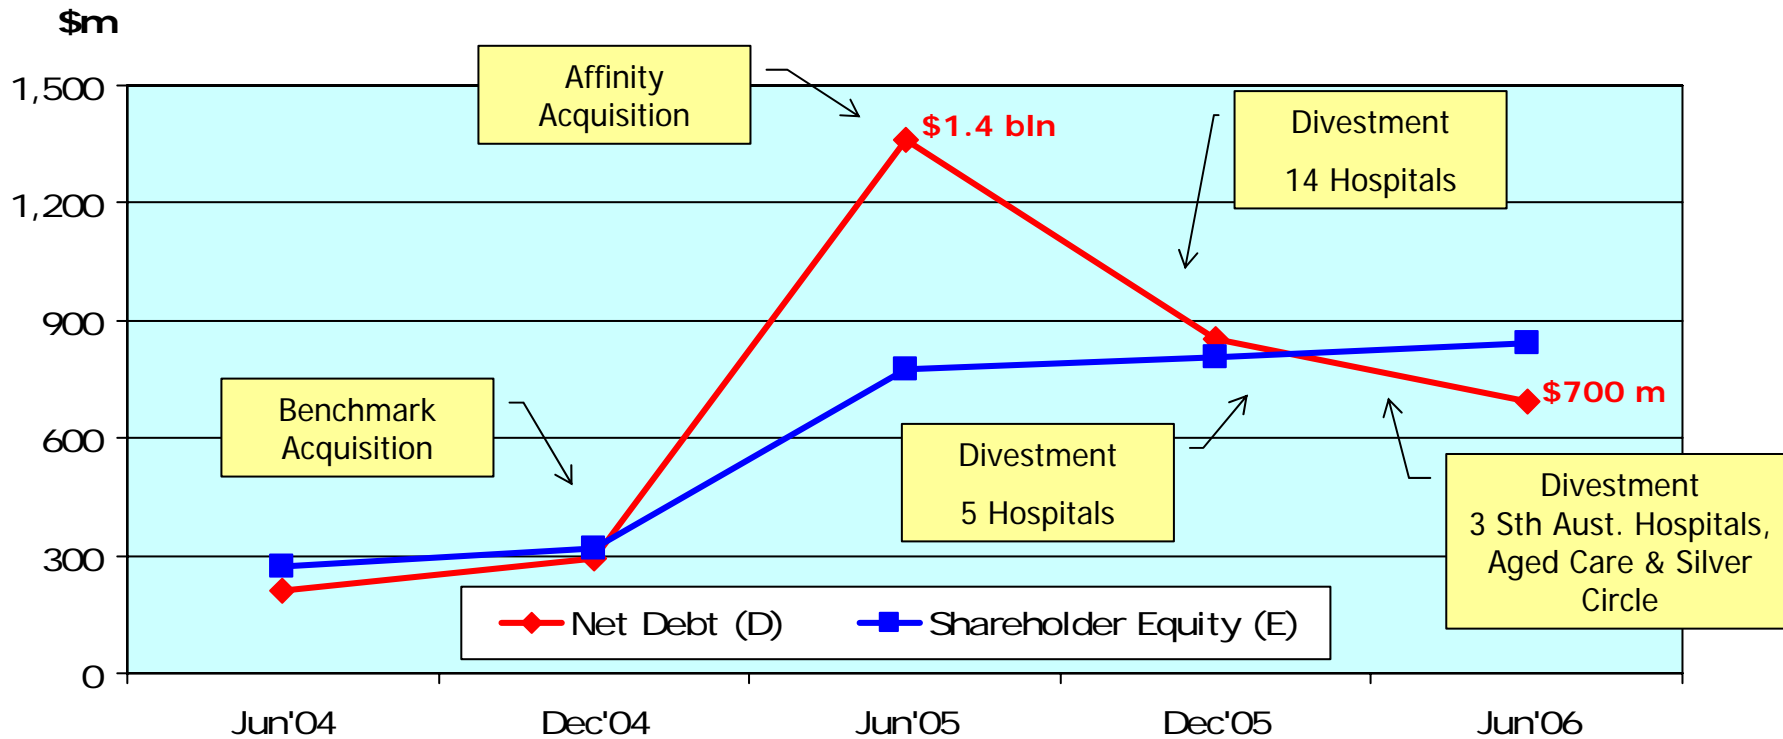 $m
1,500
1,200
900
600
300
0
Affinity
Acquisition
$1.4 bln
Divestment
14 Hospitals
Benchmark
Acquisition
$700 m
Divestment
5 Hospitals
Divestment
3 Sth Aust. Hospitals,
Aged Care & Silver
Circle
Net Debt (D)
Shareholder Equity (E)
Jun'04
Dec'04
Jun'05
Dec'05
Jun'06